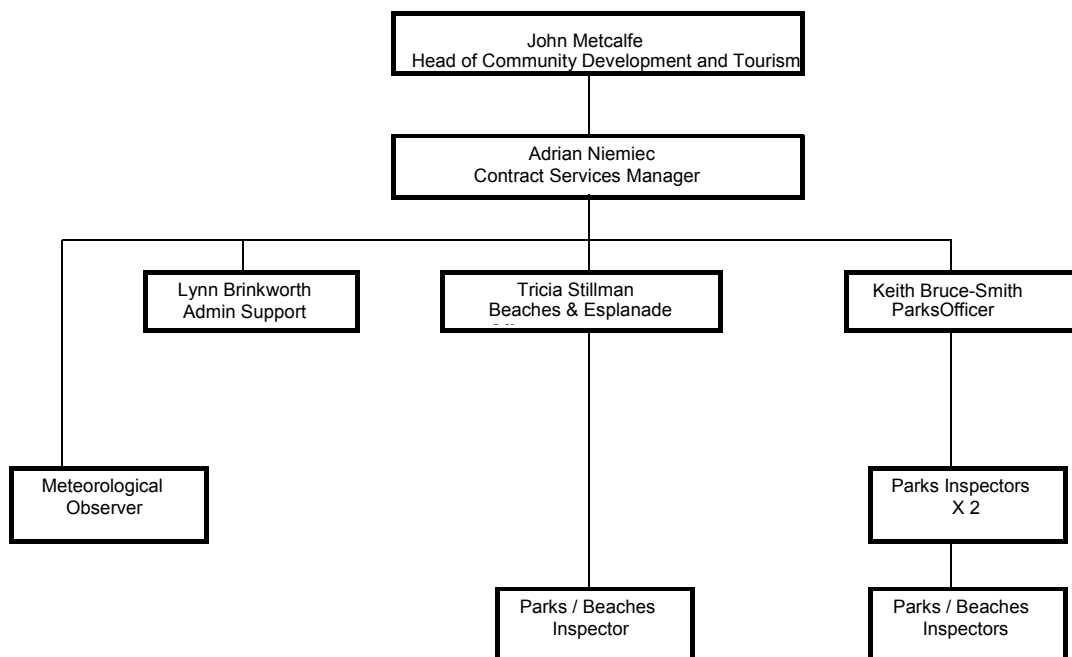 John Metcalfe
Head of Community Development and Tourism
Adrian Niemiec
Contract Services Manager
Lynn Brinkworth
Admin Support
Tricia Stillman
Beaches & Esplanade
Keith Bruce-Smith
ParksOfficer
Meteorological
Observer
Parks Inspectors
X 2
Parks / Beaches
Inspector
Parks / Beaches
Inspectors